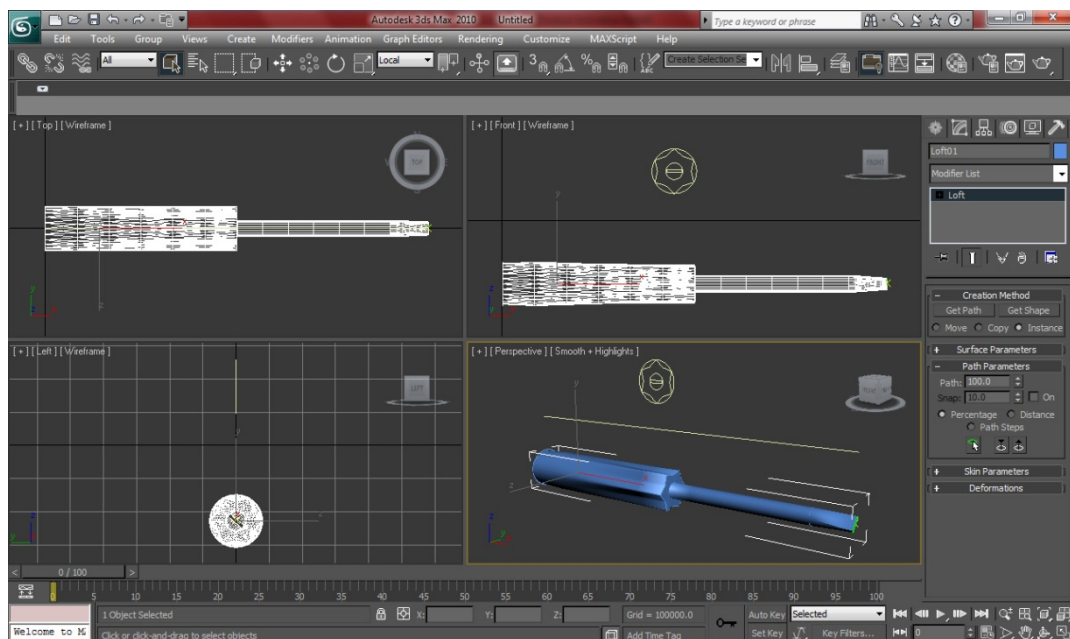 Autodesk 3ds Max 2010 Untitled
Type a keyword or phrase
Edit Tools Group Views Create Modifiers Animation Graph Editors Rendering Customize MAXScript Help
All
Local
Create Selection Se
[ + ] [ Top ] [ Wireframe ]
TOP
[ + ] [ Front ] [ Wireframe ]
FRONT
Loft01
Modifier List
Loft
Creation Method
Get Path Get Shape
Move Copy Instance
[ + ] [ Left ] [ Wireframe ]
LEFT
[ + ] [ Perspective ] [ Smooth + Highlights ]
+ Surface Parameters
- Path Parameters
Path: 100.0
Snap: 10.0 On
Percentage Distance
Path Steps
+ Skin Parameters
+ Deformations
< 0 / 100 >
0 5 10 15 20 25 30 35 40 45 50 55 60 65 70 75 80 85 90 95 100
1 Object Selected X: Y: Z: Grid = 100000.0 Auto Key Selected
Welcome to M Click or click-and-drag to select objects Add Time Tag Set Key Key Filters... 0